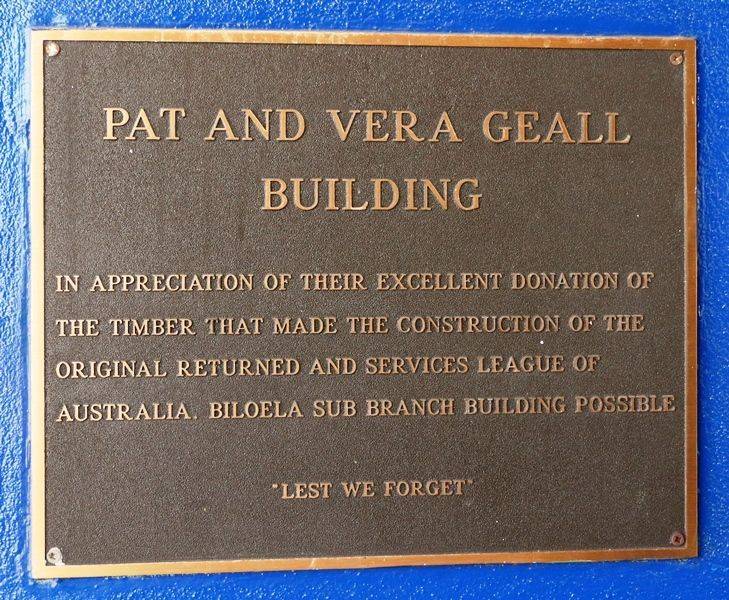 PAT AND VERA GEALL
BUILDING
IN APPRECIATION OF THEIR EXCELLENT DONATION OF
THE TIMBER THAT MADE THE CONSTRUCTION OF THE
ORIGINAL RETURNED AND SERVICES LEAGUE OF
AUSTRALIA. BILOELA SUB BRANCH BUILDING POSSIBLE
"LEST WE FORGET"